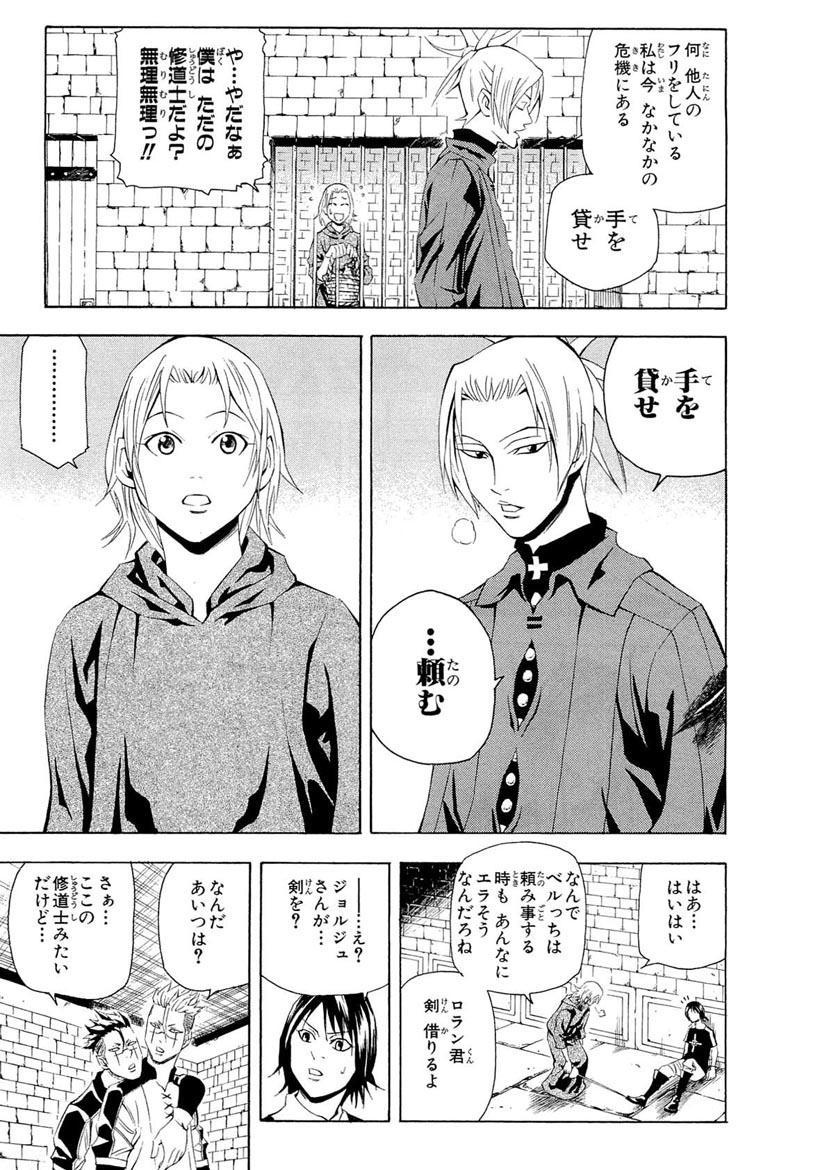 何 他人の
フリをしている
私は今 なかなかの
危機にある
手を
貸せ
や…やだなぁ
僕は ただの
修道士だよ?
無理無理っ!!
手を
貸せ
…頼む
………
はあ…
はいはい
なんで
ベルっちは
頼み事する
時も あんなに
エラそう
なんだろね
ロラン君
剣 借りるよ
――え?
ジョルジュ
さんが…
剣を?
なんだ
あいつは?
さぁ…
ここの
修道士みたい
だけど…